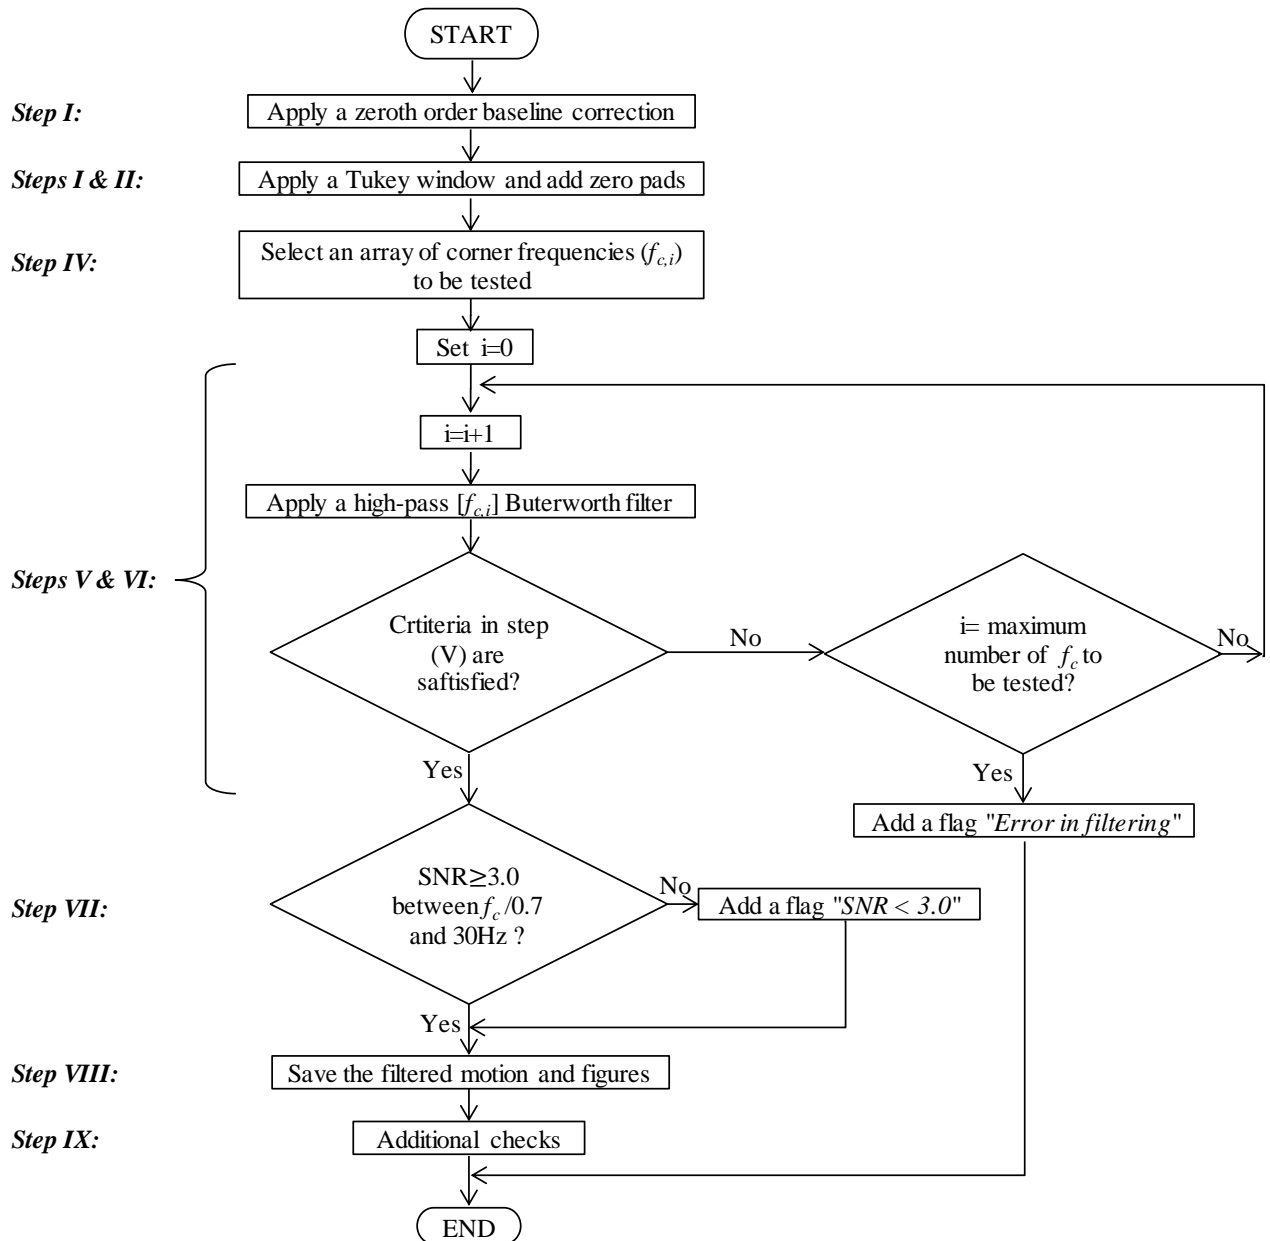 START
Step I:
Apply a zeroth order baseline correction
Steps I & II:
Apply a Tukey window and add zero pads
Step IV:
Select an array of corner frequencies (fc,i)
to be tested
Set i=0
i=i+1
Apply a high-pass [fc,i] Buterworth filter
Steps V & VI:
Crtiteria in step
(V) are
saftisfied?
No
i= maximum
number of fc to
be tested?
No
Yes
Yes
Add a flag "Error in filtering"
Step VII:
SNR≥3.0
between fc /0.7
and 30Hz ?
No
Add a flag "SNR < 3.0"
Yes
Step VIII:
Save the filtered motion and figures
Step IX:
Additional checks
END